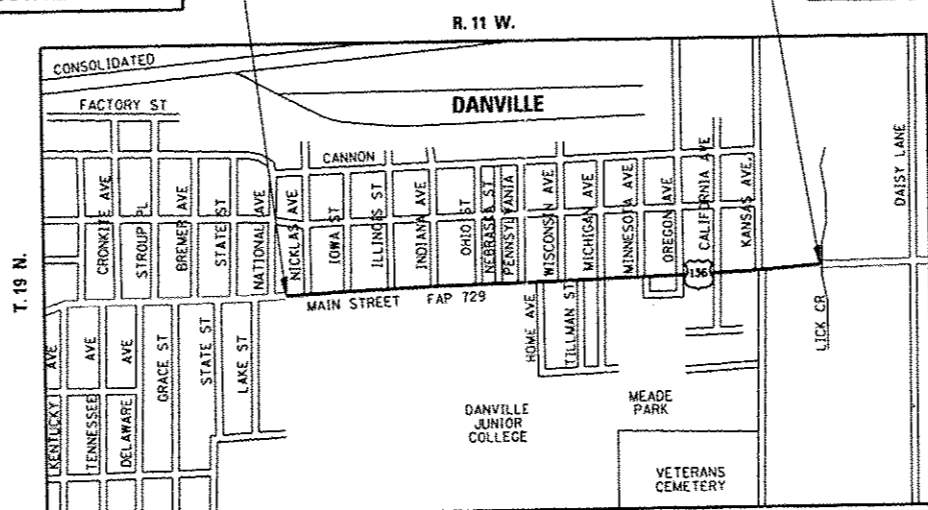 R. 11 W.
T. 19 N.
CONSOLIDATED
FACTORY ST
DANVILLE
CANNON
CRONKITE AVE
STROUP PL
BREMER AVE
STATE ST
NATIONAL AVE
NICKLAS AVE
IOWA ST
ILLINOIS ST
INDIANA AVE
OHIO ST
NEBRASKA ST
PENNSYLVANIA
WISCONSIN AVE
MICHIGAN AVE
MINNESOTA AVE
OREGON AVE
CALIFORNIA AVE
KANSAS AVE.
DAISY LANE
136
MAIN STREET FAP 729
LICK CR
HOME AVE
TILLMAN ST
KENTUCKY AVE
TENNESSEE AVE
DELAWARE AVE
GRACE ST
STATE ST
LAKE ST
DANVILLE
JUNIOR
COLLEGE
MEADE
PARK
VETERANS
CEMETERY